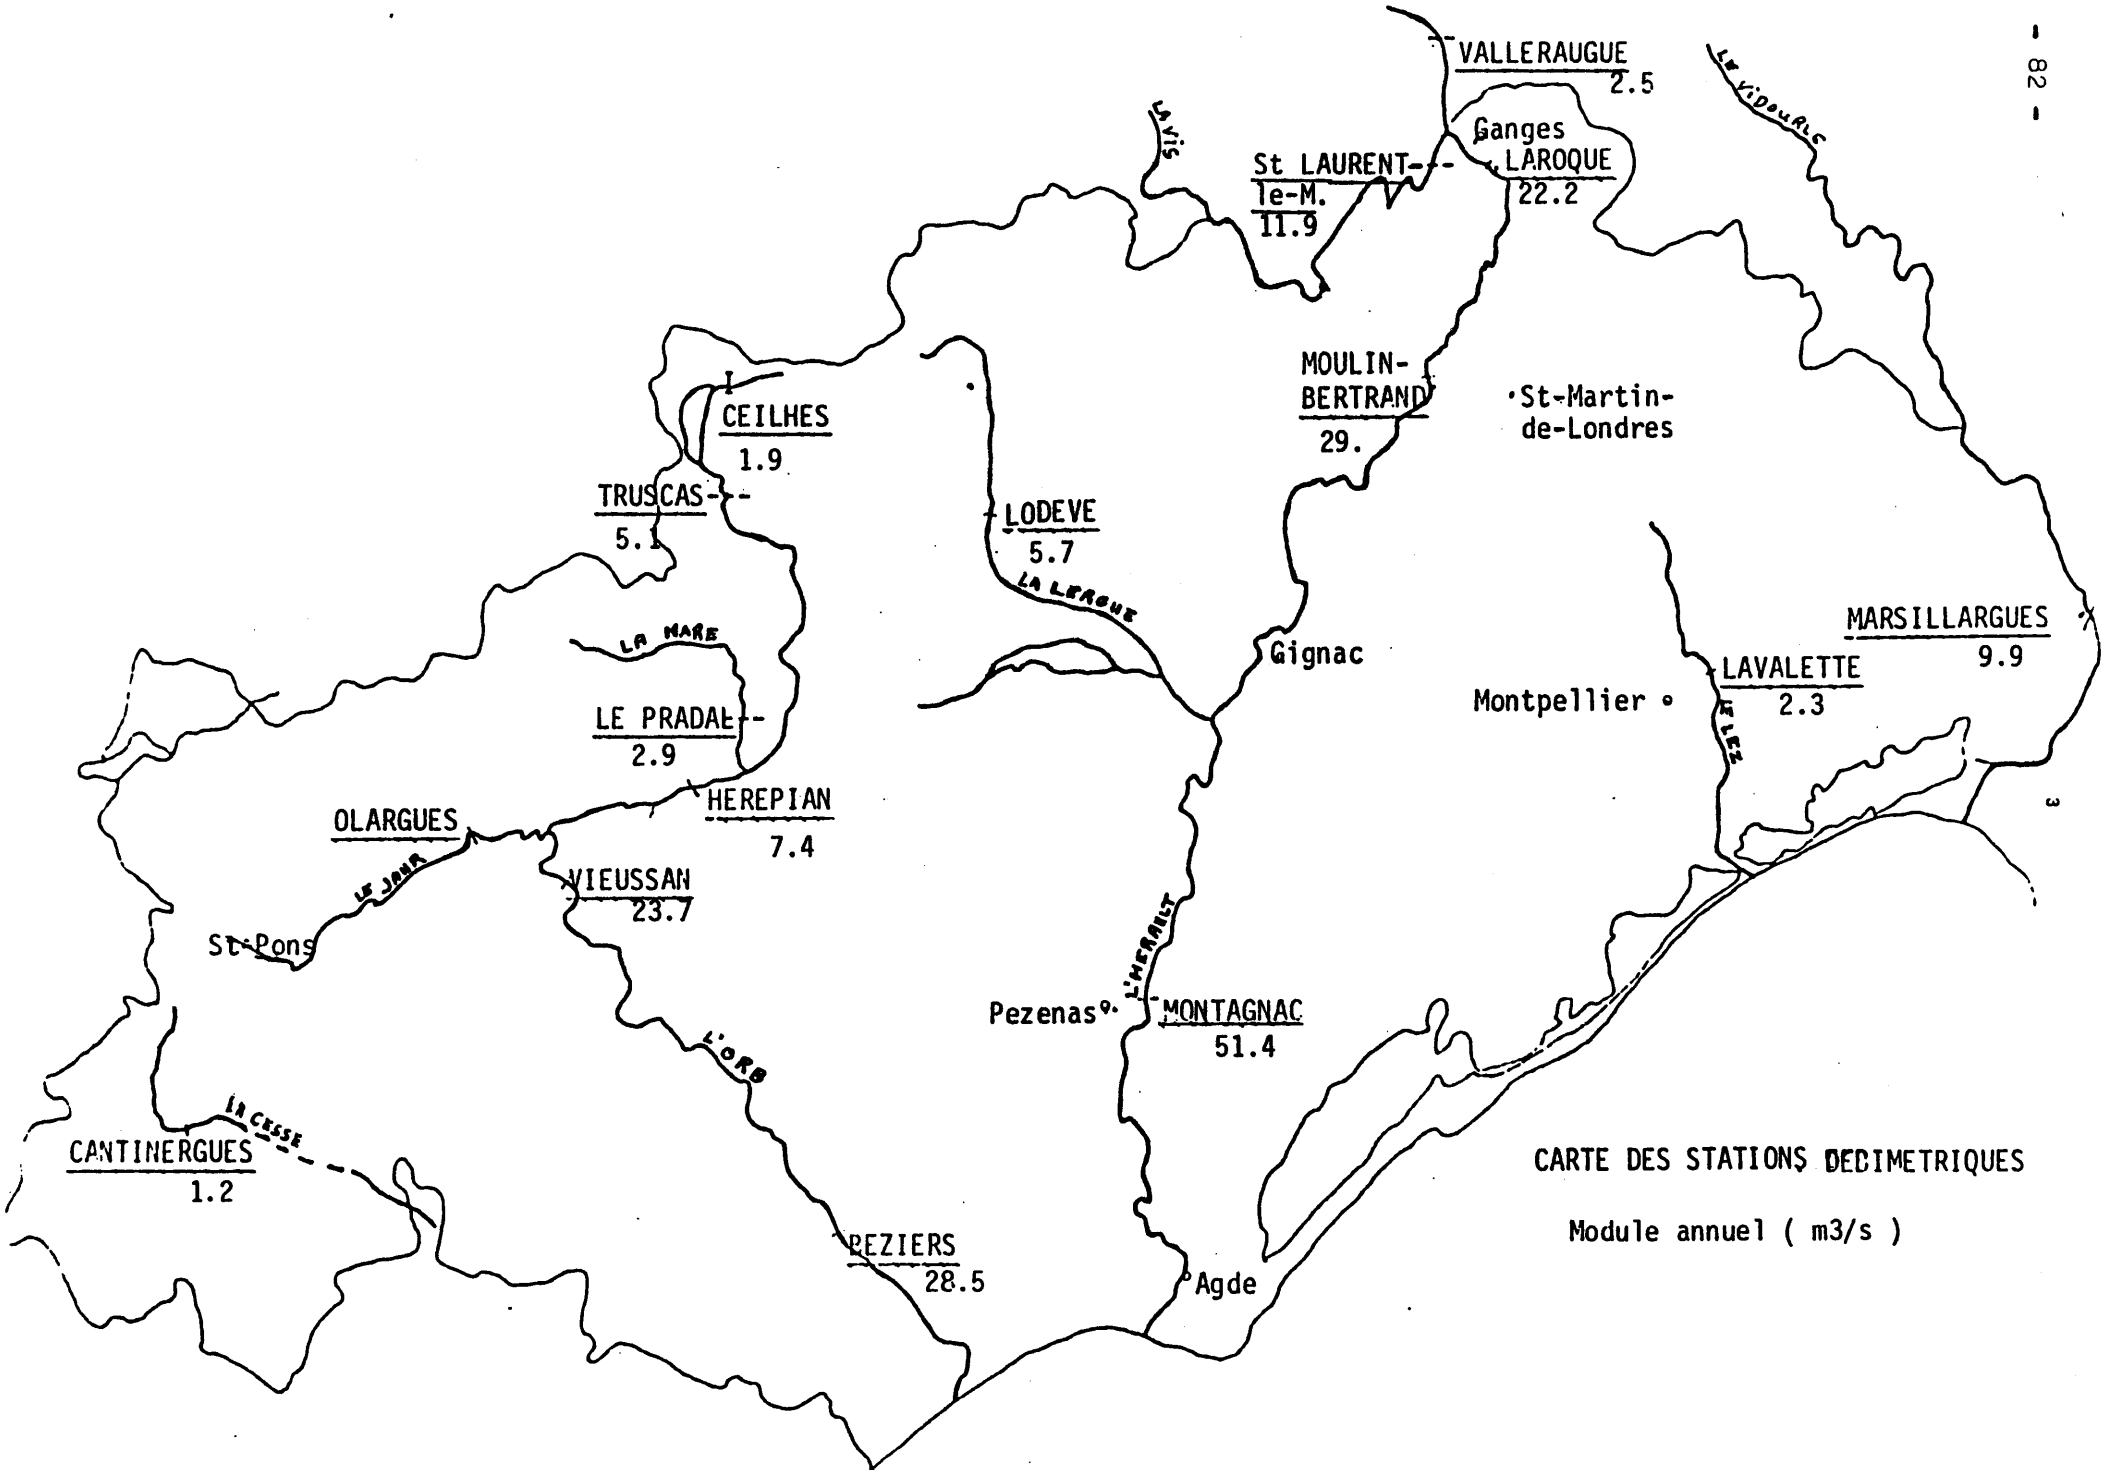 - 82 -
VALLERAUGUE
2.5
LE VIDOURLE
LA VIS
Ganges
St LAURENT
le-M.
11.9
LAROQUE
22.2
MOULIN-
BERTRAND
29.
St-Martin-
de-Londres
CEILHES
1.9
TRUSCAS
5.1
LODEVE
5.7
LA LERGUE
LA MARE
Gignac
MARSILLARGUES
9.9
LAVALETTE
2.3
Montpellier
LE LEZ
LE PRADAL
2.9
HEREPIAN
7.4
OLARGUES
LE JAUR
VIEUSSAN
23.7
St-Pons
L'HERAULT
Pezenas
MONTAGNAC
51.4
L'ORB
LA CESSE
CANTINERGUES
1.2
BEZIERS
28.5
Agde
CARTE DES STATIONS DEBIMETRIQUES
Module annuel ( m3/s )